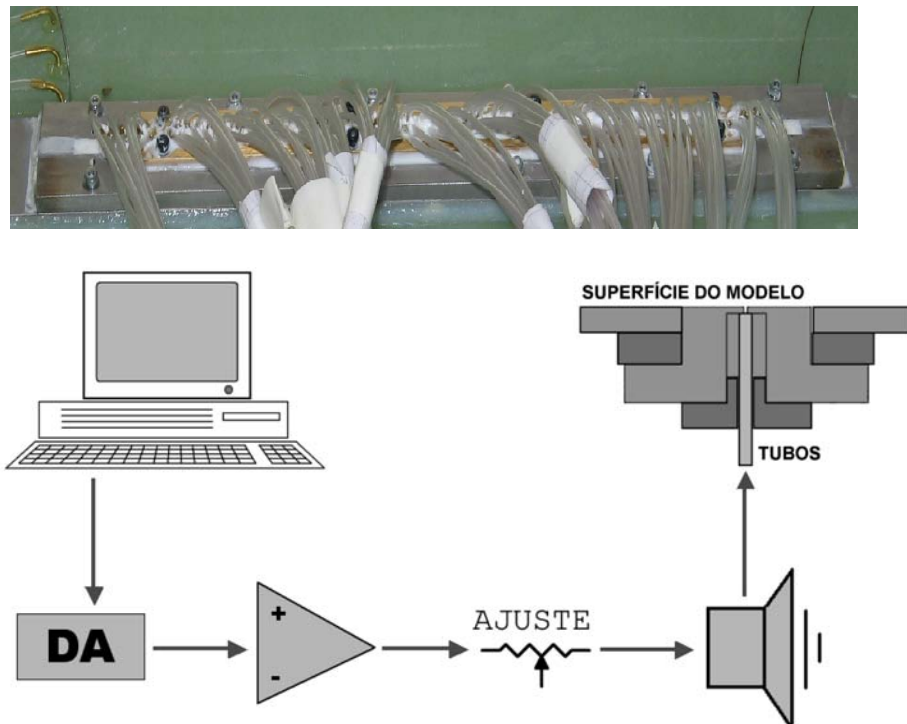 SUPERFÍCIE DO MODELO
TUBOS
DA
+
-
AJUSTE